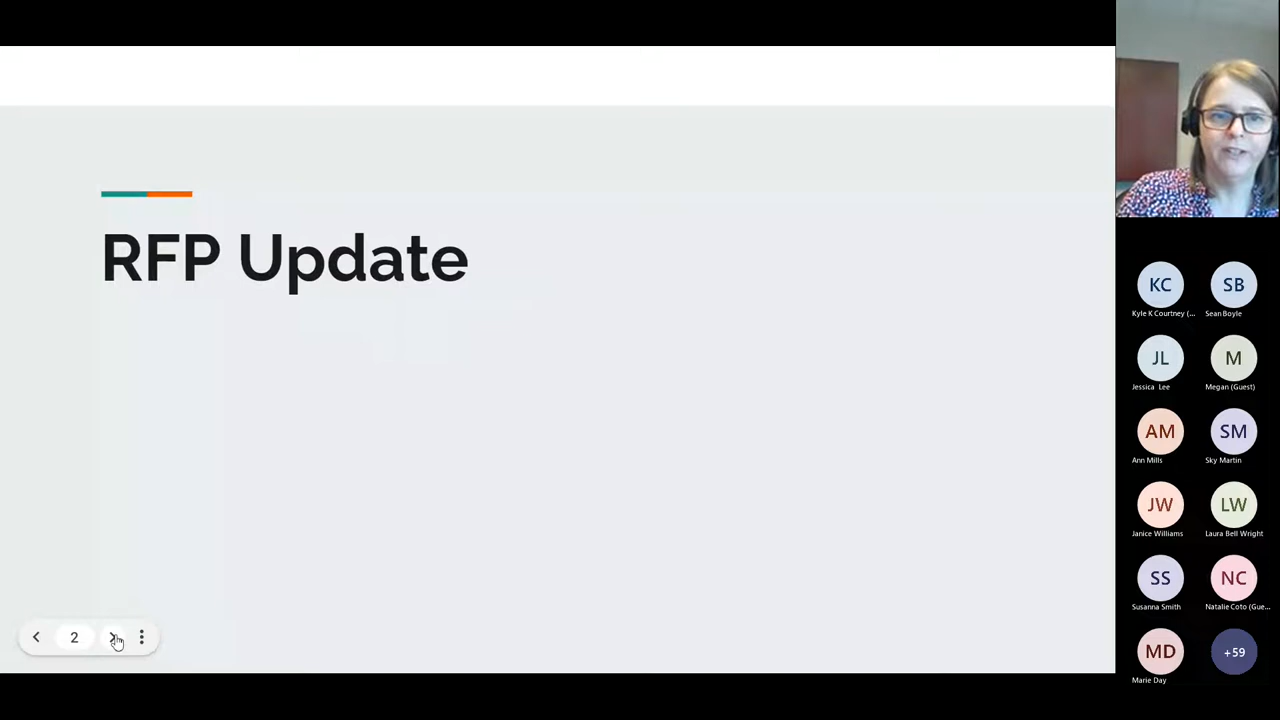 RFP Update
2
KC
SB
Kyle K Courtney (...
Sean Boyle
JL
M
Jessica Lee
Megan (Guest)
AM
SM
Ann Mills
Sky Martin
JW
LW
Janice Williams
Laura Bell Wright
SS
NC
Susanna Smith
Natalie Coto (Gue...
MD
+59
Marie Day